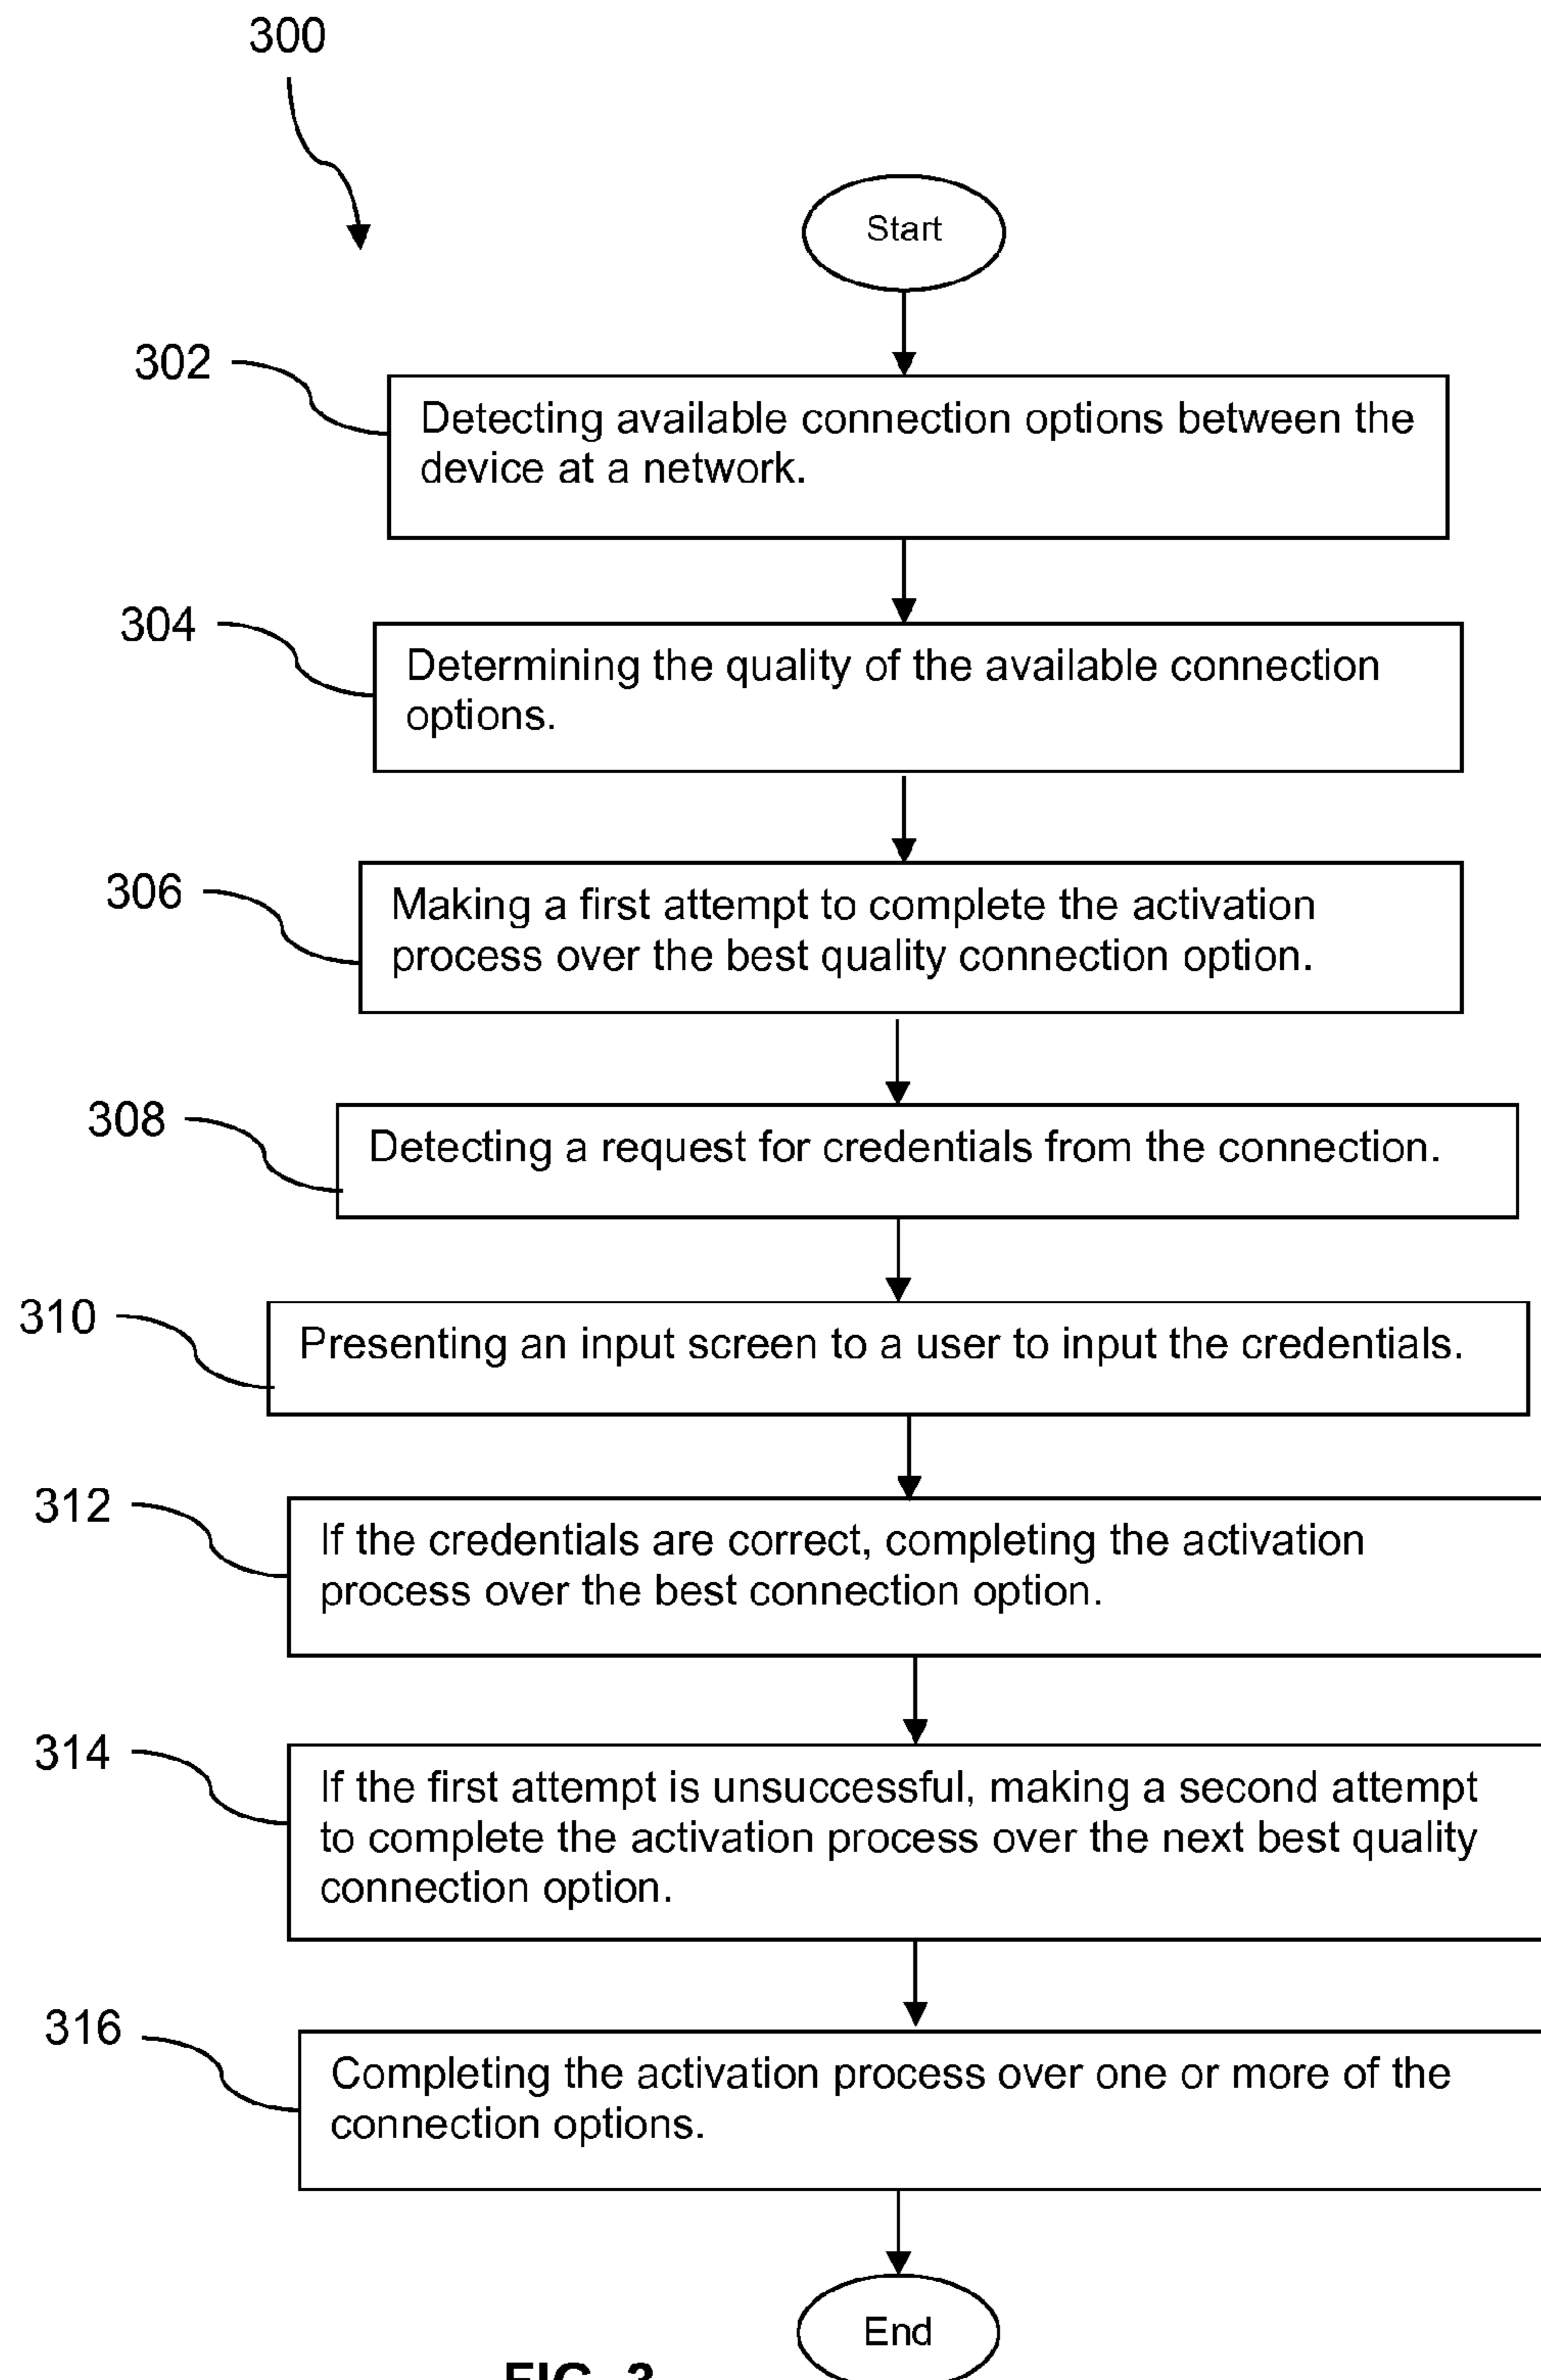 300
Start
302
Detecting available connection options between the
device at a network.
304
Determining the quality of the available connection
options.
306
Making a first attempt to complete the activation
process over the best quality connection option.
308
Detecting a request for credentials from the connection.
310
Presenting an input screen to a user to input the credentials.
312
If the credentials are correct, completing the activation
process over the best connection option.
314
If the first attempt is unsuccessful, making a second attempt
to complete the activation process over the next best quality
connection option.
316
Completing the activation process over one or more of the
connection options.
End
FIG. 3